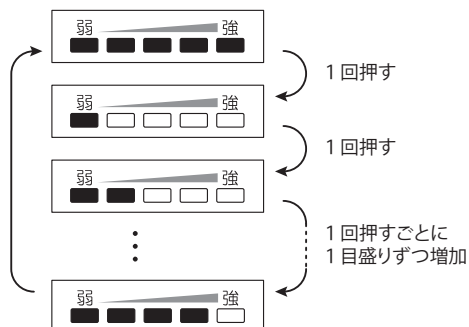 弱 強
1回押す
弱 強
1回押す
弱 強
1回押すごとに
1目盛りずつ増加
弱 強